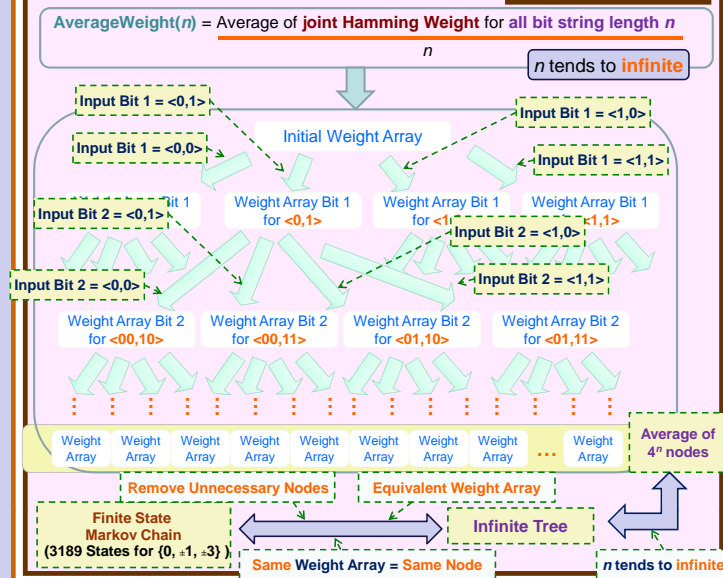 AverageWeight(n) = Average of joint Hamming Weight for all bit string length n
n
n tends to infinite
Input Bit 1 = <0,1>
Input Bit 1 = <1,0>
Initial Weight Array
Input Bit 1 = <0,0>
Input Bit 1 = <1,1>
Bit 1
Weight Array Bit 1
for <0,1>
Weight Array Bit 1
for <1
Weight Array Bit 1
1,1>
Input Bit 2 = <0,1>
Input Bit 2 = <1,0>
Input Bit 2 = <0,0>
Input Bit 2 = <1,1>
Weight Array Bit 2
for <00,10>
Weight Array Bit 2
for <00,11>
Weight Array Bit 2
for <01,10>
Weight Array Bit 2
for <01,11>
Weight Array
Weight Array
Weight Array
Weight Array
Weight Array
Weight Array
Weight Array
Weight Array
...
Weight Array
Average of
4ⁿ nodes
Remove Unnecessary Nodes
Equivalent Weight Array
Finite State
Markov Chain
(3189 States for {0, ±1, ±3} )
Infinite Tree
Same Weight Array = Same Node
n tends to infinite